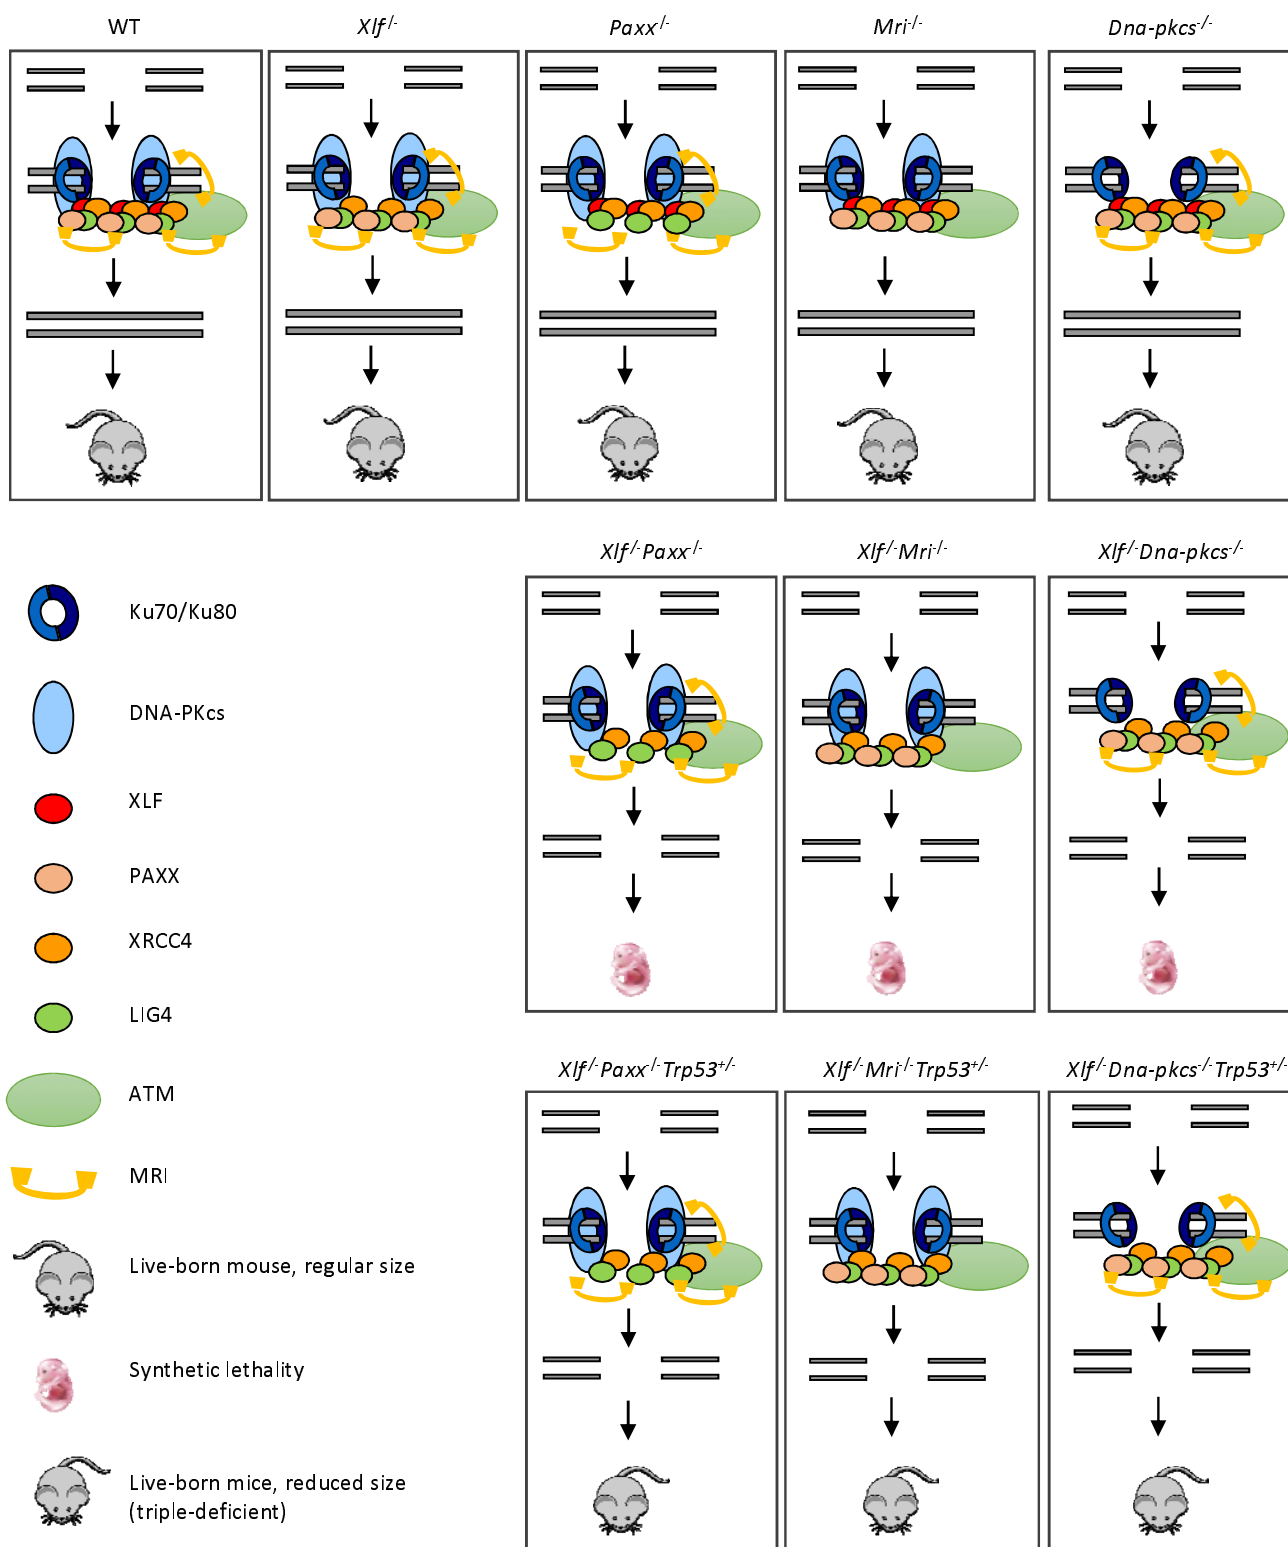 WT
Xlf/-
Paxx/-
Mri-/-
Dna-pkcs-/-
Xlf/-Paxx-/-
Xlf/-Mri-/-
Xlf/-Dna-pkcs-/-
Ku70/Ku80
DNA-PKcs
XLF
PAXX
XRCC4
LIG4
ATM
MRI
Live-born mouse, regular size
Synthetic lethality
Live-born mice, reduced size
(triple-deficient)
Xlf/-Paxx-/-Trp53+/-
Xlf/-Mri-/-Trp53+/-
Xlf/-Dna-pkcs-/-Trp53+/-